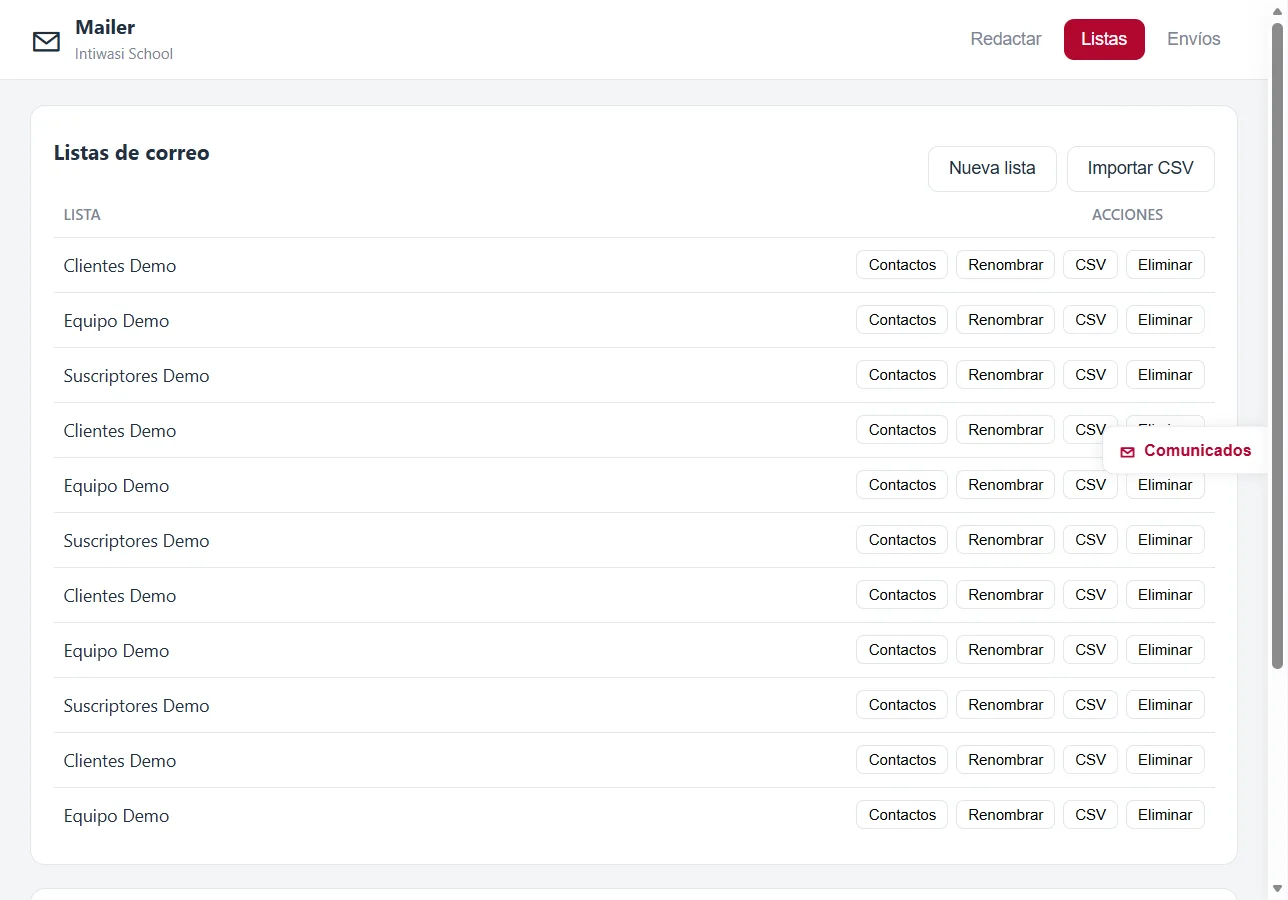 Mailer
Intiwasi School
Redactar Listas Envíos
Listas de correo
Nueva lista Importar CSV
LISTA ACCIONES
Clientes Demo Contactos Renombrar CSV Eliminar
Equipo Demo Contactos Renombrar CSV Eliminar
Suscriptores Demo Contactos Renombrar CSV Eliminar
Clientes Demo Contactos Renombrar CSV
Comunicados
Equipo Demo Contactos Renombrar CSV Eliminar
Suscriptores Demo Contactos Renombrar CSV Eliminar
Clientes Demo Contactos Renombrar CSV Eliminar
Equipo Demo Contactos Renombrar CSV Eliminar
Suscriptores Demo Contactos Renombrar CSV Eliminar
Clientes Demo Contactos Renombrar CSV Eliminar
Equipo Demo Contactos Renombrar CSV Eliminar